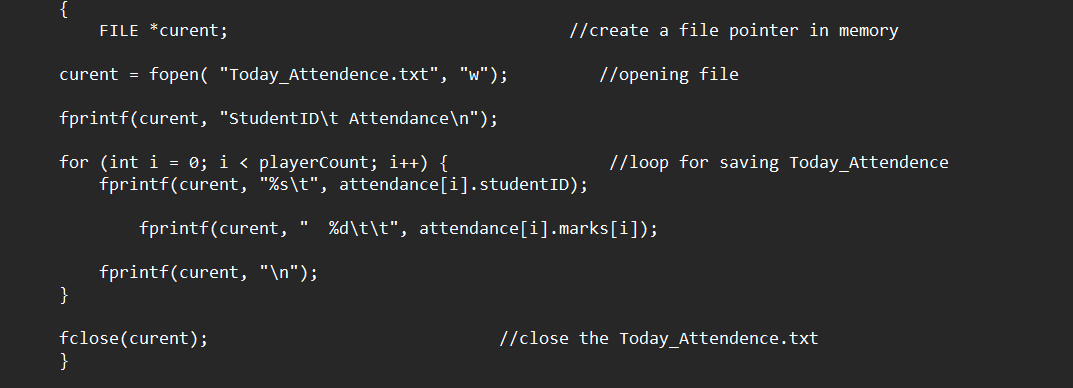 {
FILE *curent; //create a file pointer in memory
curent = fopen( "Today_Attendence.txt", "w"); //opening file
fprintf(curent, "StudentID\t Attendance\n");
for (int i = 0; i < playerCount; i++) { //loop for saving Today_Attendence
fprintf(curent, "%s\t", attendance[i].studentID);
fprintf(curent, "  %d\t\t", attendance[i].marks[i]);
fprintf(curent, "\n");
}
fclose(curent); //close the Today_Attendence.txt
}